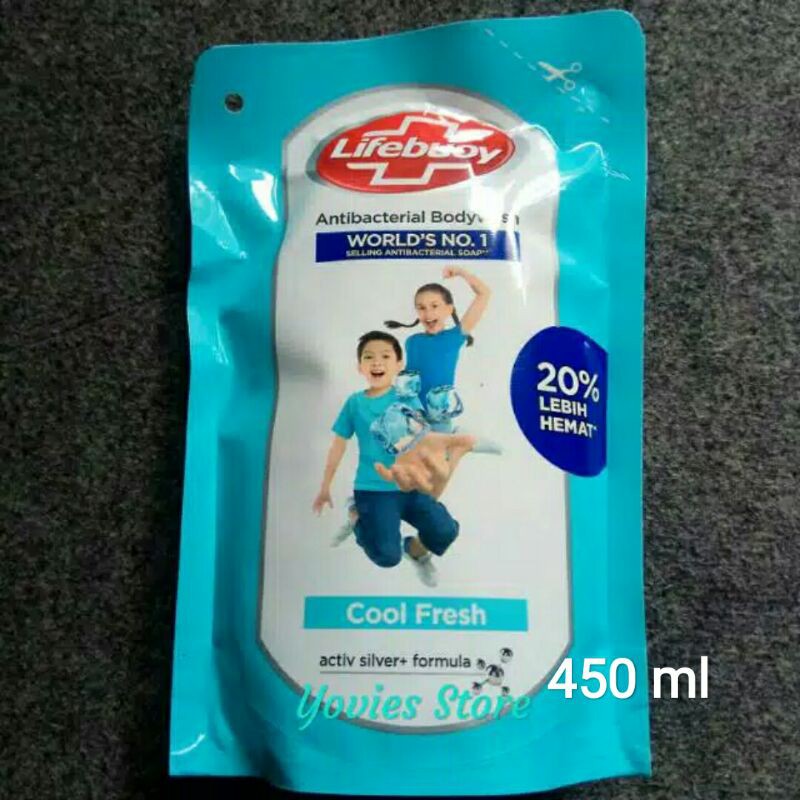 Lifebuoy
Antibacterial Bodywash
WORLD'S NO. 1
SELLING ANTIBACTERIAL SOAP
20%
LEBIH
HEMAT*
Cool Fresh
activ silver+ formula
450 ml
Yovies Store